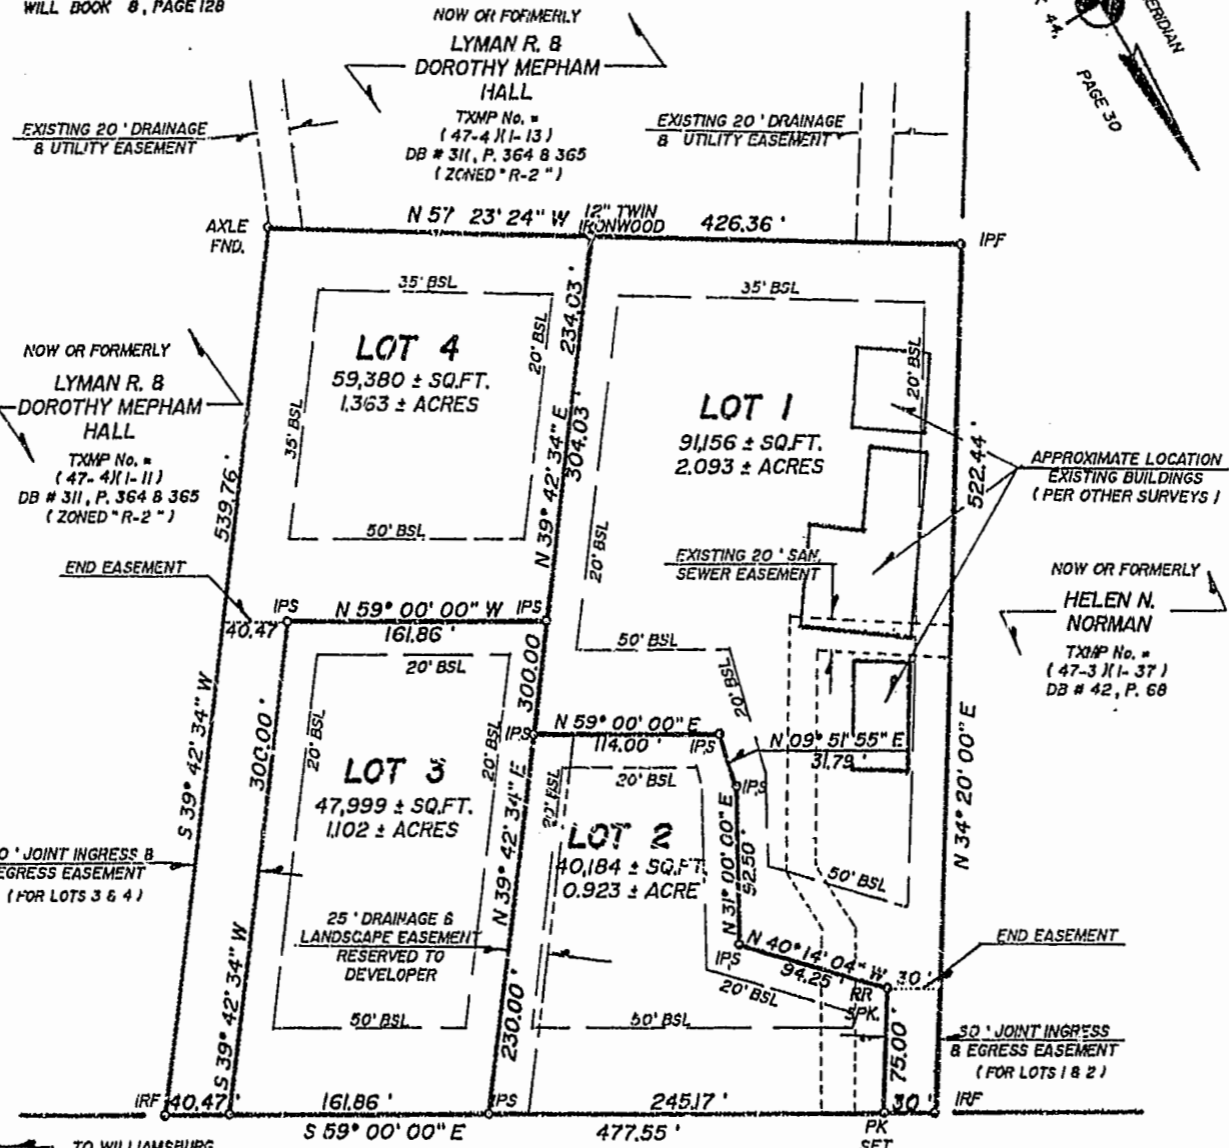 WILL BOOK 8, PAGE 128
NOW OR FORMERLY
LYMAN R. &
DOROTHY MEPHAM
HALL
TXMP No. =
(47-4)(1-13)
DB # 311, P. 364 & 365
(ZONED "R-2")
44,
MERIDIAN
PAGE 30
EXISTING 20' DRAINAGE
& UTILITY EASEMENT
EXISTING 20' DRAINAGE
& UTILITY EASEMENT
AXLE
FND.
N 57 23' 24" W
12" TWIN
IRONWOOD
426.36'
IPF
35' BSL
35' BSL
LOT 4
59,380 ± SQ.FT.
1.363 ± ACRES
35' BSL
20' BSL
50' BSL
234.03'
304.03'
N 39° 42' 34" E
LOT 1
91,156 ± SQ.FT.
2.093 ± ACRES
20' BSL
20' BSL
522.44'
APPROXIMATE LOCATION
EXISTING BUILDINGS
(PER OTHER SURVEYS)
NOW OR FORMERLY
LYMAN R. &
DOROTHY MEPHAM
HALL
TXMP No. =
(47-4)(1-11)
DB # 311, P. 364 & 365
(ZONED "R-2")
539.76'
EXISTING 20' SAN.
SEWER EASEMENT
NOW OR FORMERLY
HELEN N.
NORMAN
TXMP No. =
(47-3)(1-37)
DB # 42, P. 68
END EASEMENT
IPS
N 59° 00' 00" W
IPS
40.47'
161.86'
20' BSL
50' BSL
20' BSL
300.00
S 39° 42' 34" W
300.00'
20' BSL
20' BSL
LOT 3
47,999 ± SQ.FT.
1.102 ± ACRES
IPS
N 59° 00' 00" E
114.00'
IPS
N 09° 51' 55" E
31.79'
IPS
20' BSL
20' BSL
LOT 2
40,184 ± SQ.FT.
0.923 ± ACRE
N 31° 00' 00" E
92.50'
N 34° 20' 00" E
50' BSL
0' JOINT INGRESS &
EGRESS EASEMENT
(FOR LOTS 3 & 4)
N 39° 42' 34" E
25' DRAINAGE &
LANDSCAPE EASEMENT
RESERVED TO
DEVELOPER
IPS
N 40° 14' 04" W
94.25'
20' BSL
RR
SPK.
30'
END EASEMENT
S 39° 42' 34" W
50' BSL
230.00'
50' BSL
75.00'
30' JOINT INGRESS
& EGRESS EASEMENT
(FOR LOTS 1 & 2)
IRF
40.47'
161.86'
IPS
245.17'
30'
IRF
S 59° 00' 00" E
477.55'
PK
SET
TO WILLIAMSBURG